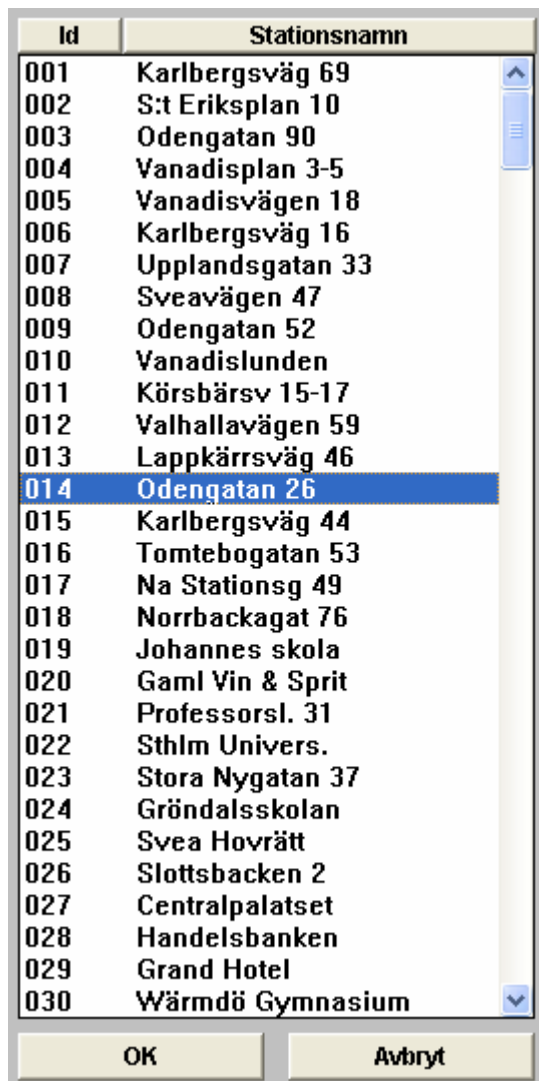 Id Stationsnamn
001 Karlbergsväg 69
002 S:t Eriksplan 10
003 Odengatan 90
004 Vanadisplan 3-5
005 Vanadisvägen 18
006 Karlbergsväg 16
007 Upplandsgatan 33
008 Sveavägen 47
009 Odengatan 52
010 Vanadislunden
011 Körsbärsv 15-17
012 Valhallavägen 59
013 Lappkärrsväg 46
014 Odengatan 26
015 Karlbergsväg 44
016 Tomtebogatan 53
017 Na Stationsg 49
018 Norrbackagat 76
019 Johannes skola
020 Gaml Vin & Sprit
021 Professorsl. 31
022 Sthlm Univers.
023 Stora Nygatan 37
024 Gröndalsskolan
025 Svea Hovrätt
026 Slottsbacken 2
027 Centralpalatset
028 Handelsbanken
029 Grand Hotel
030 Wärmdö Gymnasium
OK Avbryt